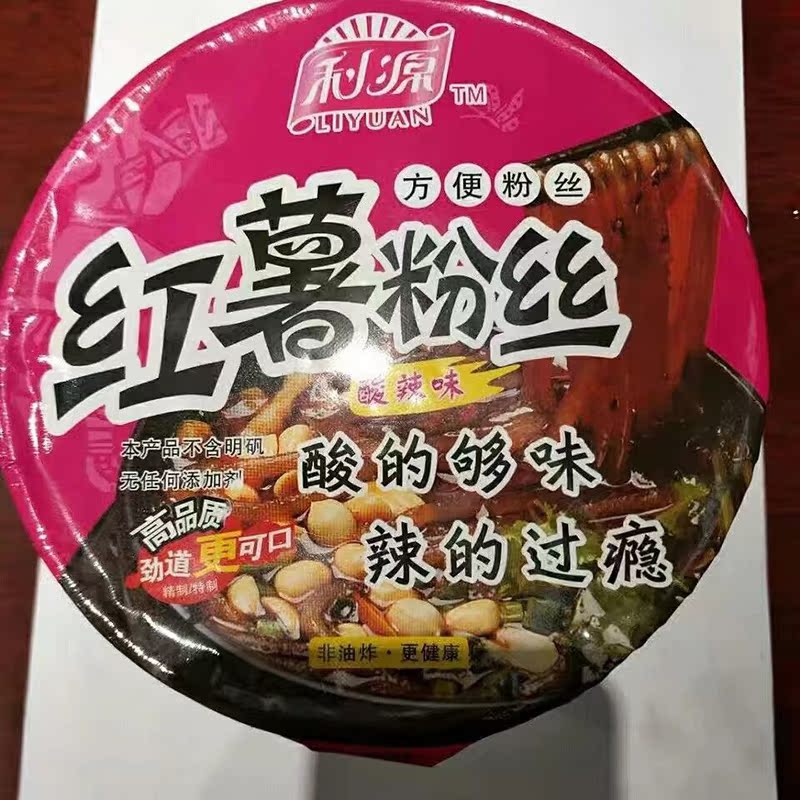 利源
LIYUAN
TM
方便粉丝
红薯粉丝
酸辣味
本产品不含明矾
无任何添加剂
酸的够味
辣的过瘾
高品质
劲道更可口
精制/特制
非油炸·更健康